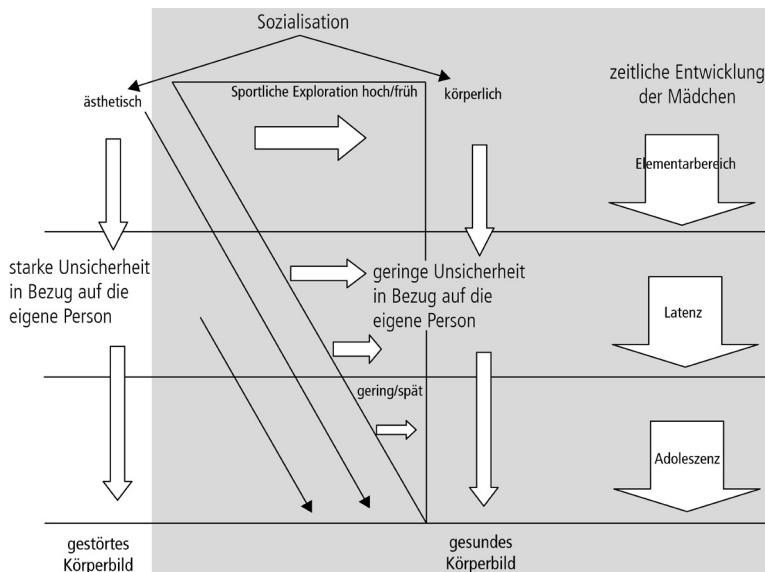 Sozialisation
ästhetisch
Sportliche Exploration hoch/früh
körperlich
zeitliche Entwicklung
der Mädchen
Elementarbereich
starke Unsicherheit
in Bezug auf die
eigene Person
geringe Unsicherheit
in Bezug auf die
eigene Person
Latenz
gering/spät
Adoleszenz
gestörtes
Körperbild
gesundes
Körperbild